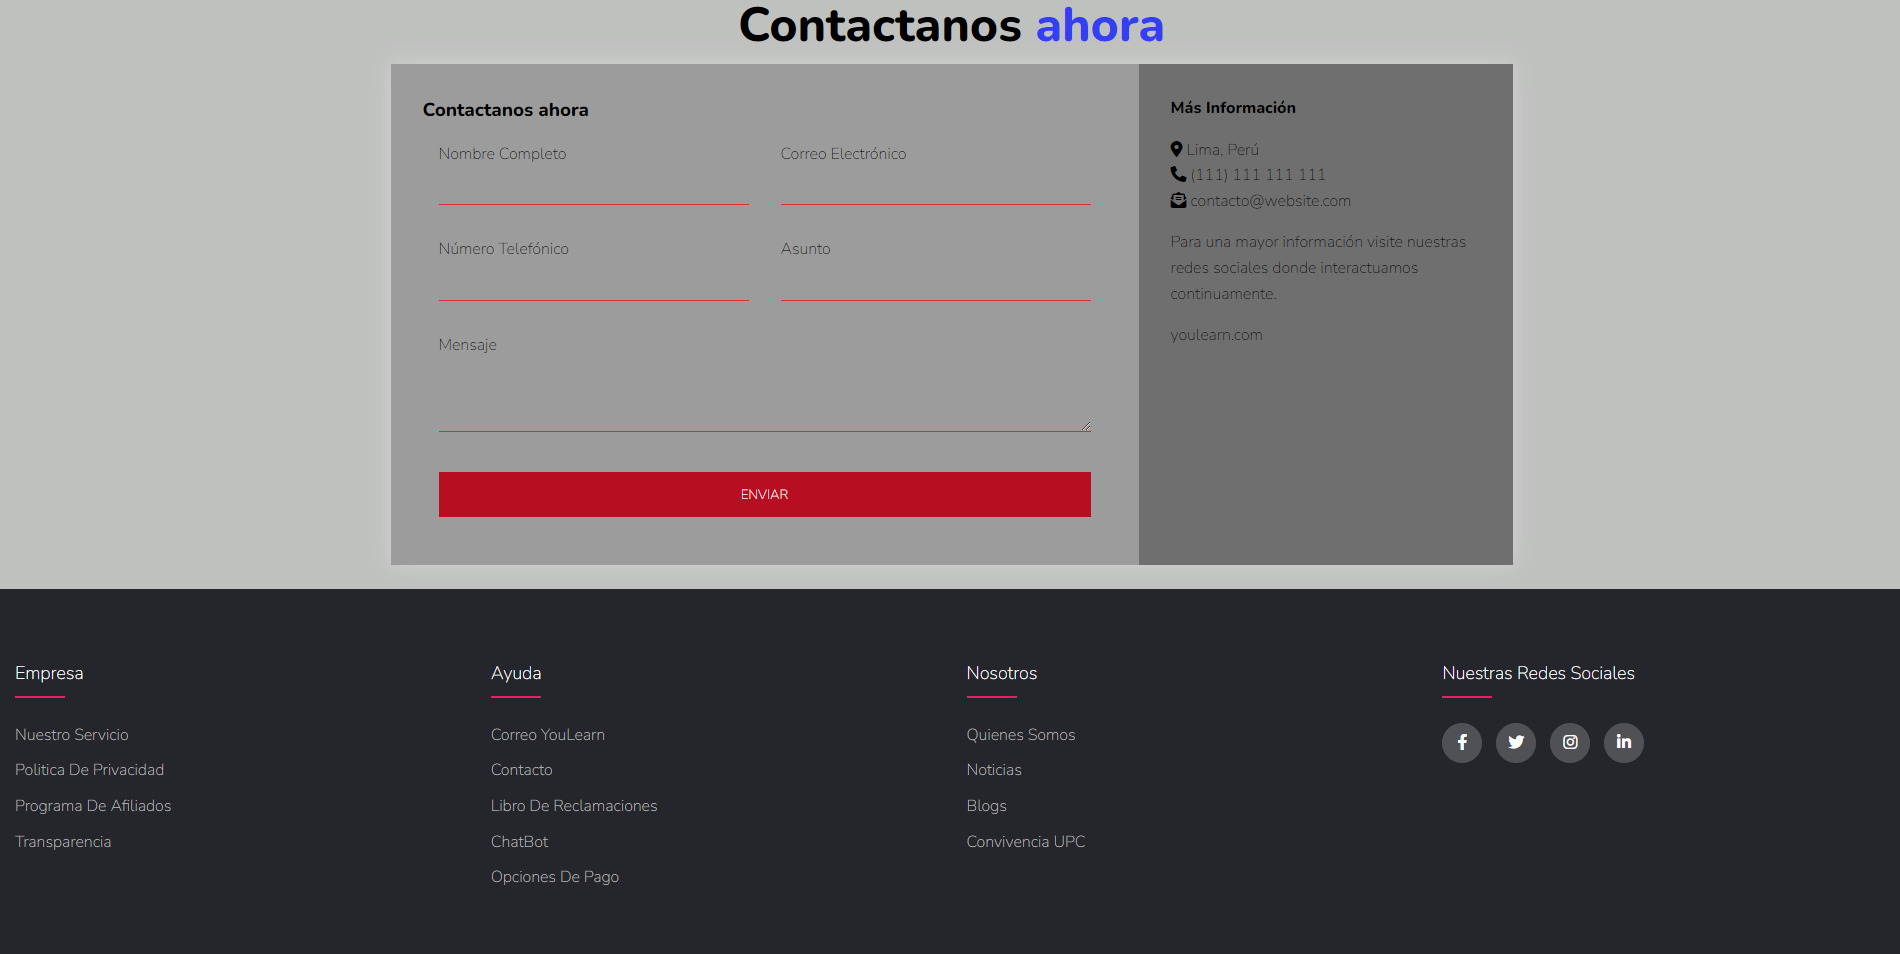 Contactanos ahora
Contactanos ahora
Nombre Completo
Correo Electrónico
Número Telefónico
Asunto
Mensaje
ENVIAR
Más Información
Lima, Perú
(111) 111 111 111
contacto@website.com
Para una mayor información visite nuestras
redes sociales donde interactuamos
continuamente.
youlearn.com
Empresa
Nuestro Servicio
Politica De Privacidad
Programa De Afiliados
Transparencia
Ayuda
Correo YouLearn
Contacto
Libro De Reclamaciones
ChatBot
Opciones De Pago
Nosotros
Quienes Somos
Noticias
Blogs
Convivencia UPC
Nuestras Redes Sociales